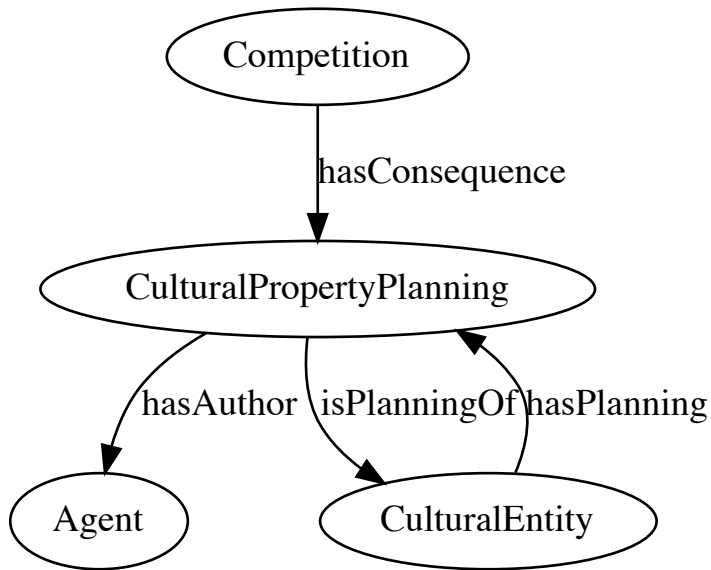 Competition
hasConsequence
CulturalPropertyPlanning
hasAuthor
isPlanningOf
hasPlanning
Agent
CulturalEntity